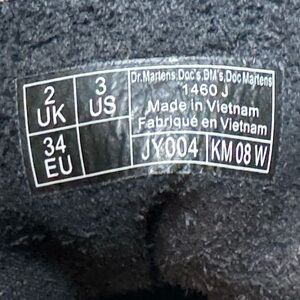 2 UK
3 US
34 EU
Dr.Martens,Doc's,DM's,Doc Martens
1460 J
Made in Vietnam
Fabriqué en Vietnam
JY004
KM 08 W